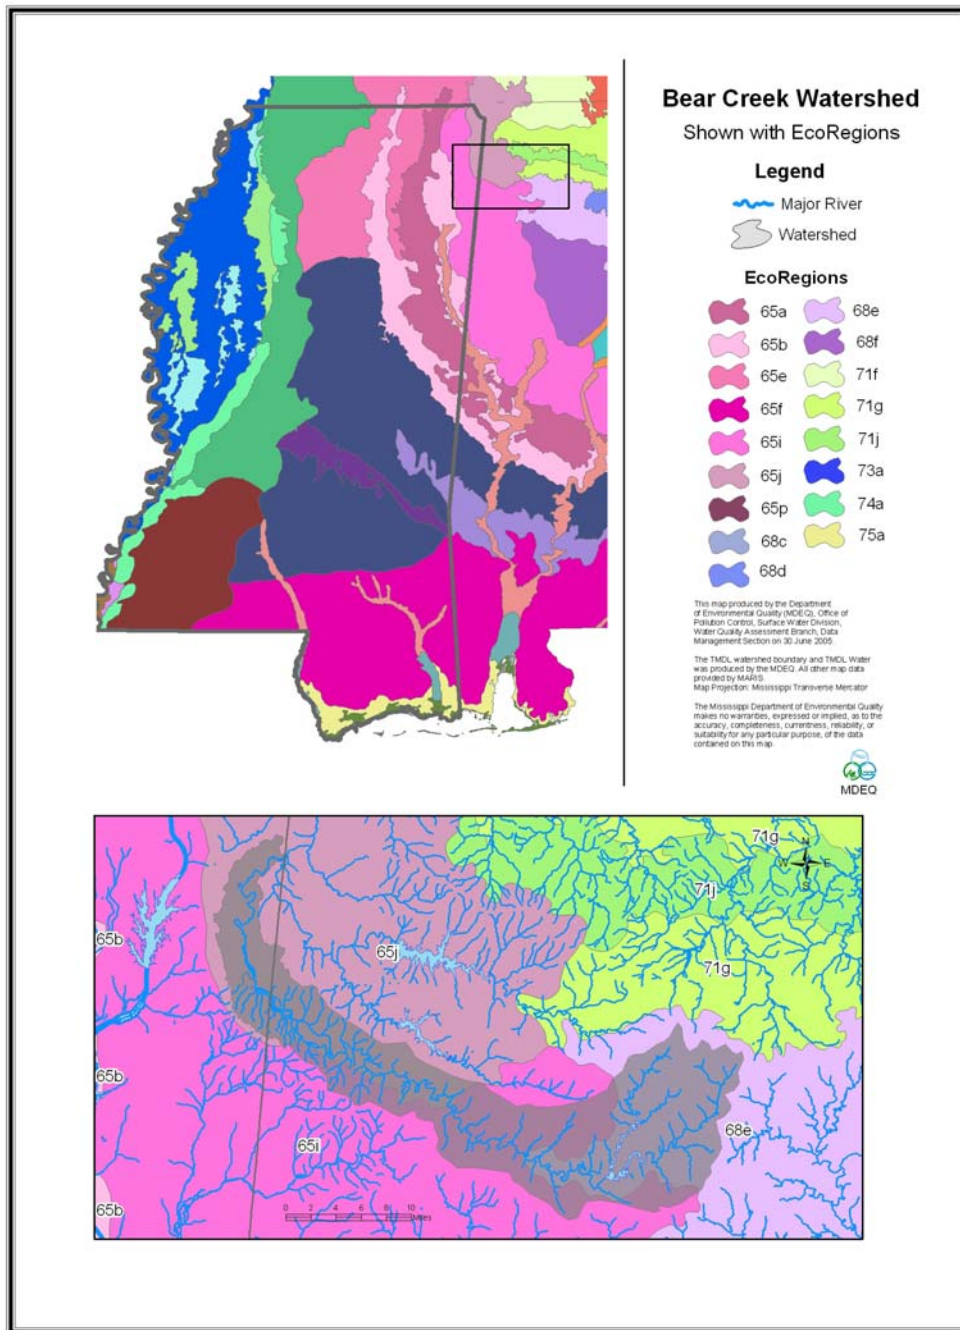 Bear Creek Watershed
Shown with EcoRegions
Legend
Major River
Watershed
EcoRegions
65a
65b
65e
65f
65i
65j
65p
68c
68d
68e
68f
71f
71g
71j
73a
74a
75a
This map produced by the Department
of Environmental Quality (MDEQ), Office of
Pollution Control, Surface Water Division,
Water Quality Assessment Branch, Data
Management Section on 30 June 2005.
The TMDL watershed boundary and TMDL Water
was produced by the MDEQ. All other map data
provided by MARIS.
Map Projection: Mississippi Transverse Mercator
The Mississippi Department of Environmental Quality
makes no warranties, expressed or implied, as to the
accuracy, completeness, currentness, reliability, or
suitability for any particular purpose, of the data
contained on this map
MDEQ
71g
N
W E
S
71j
65b
65j
71g
65b
68e
65i
65b
0 2 4 6 8 10
Miles